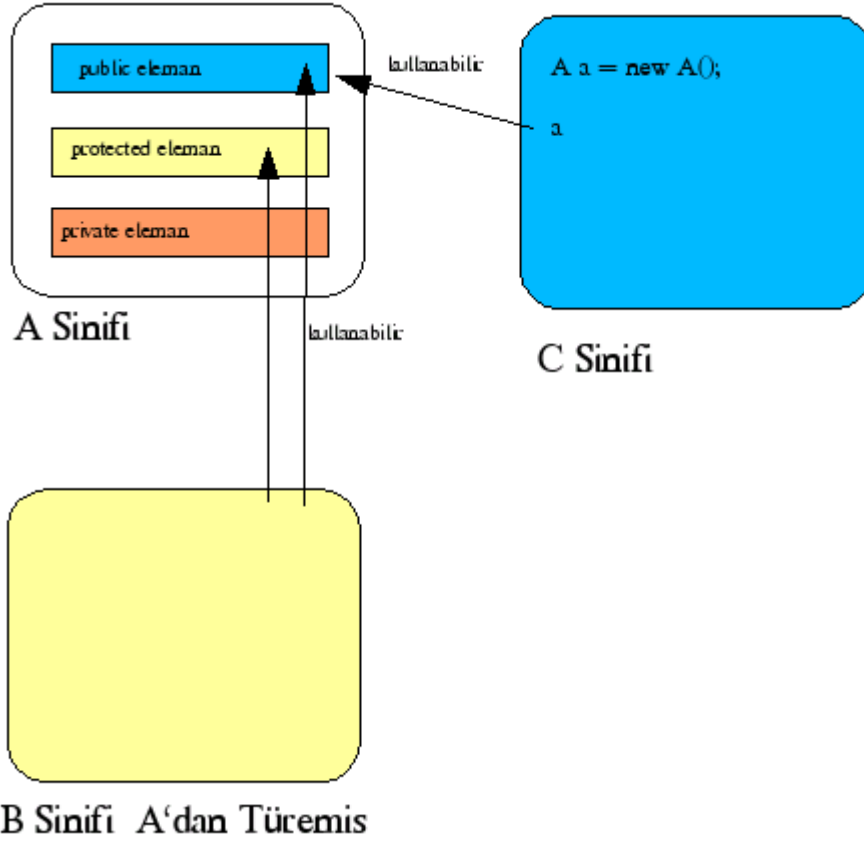 public eleman
protected eleman
private eleman
A Sinifi
kullanabilir
A a = new A();
a
C Sinifi
kullanabilir
B Sinifi A'dan Türemis